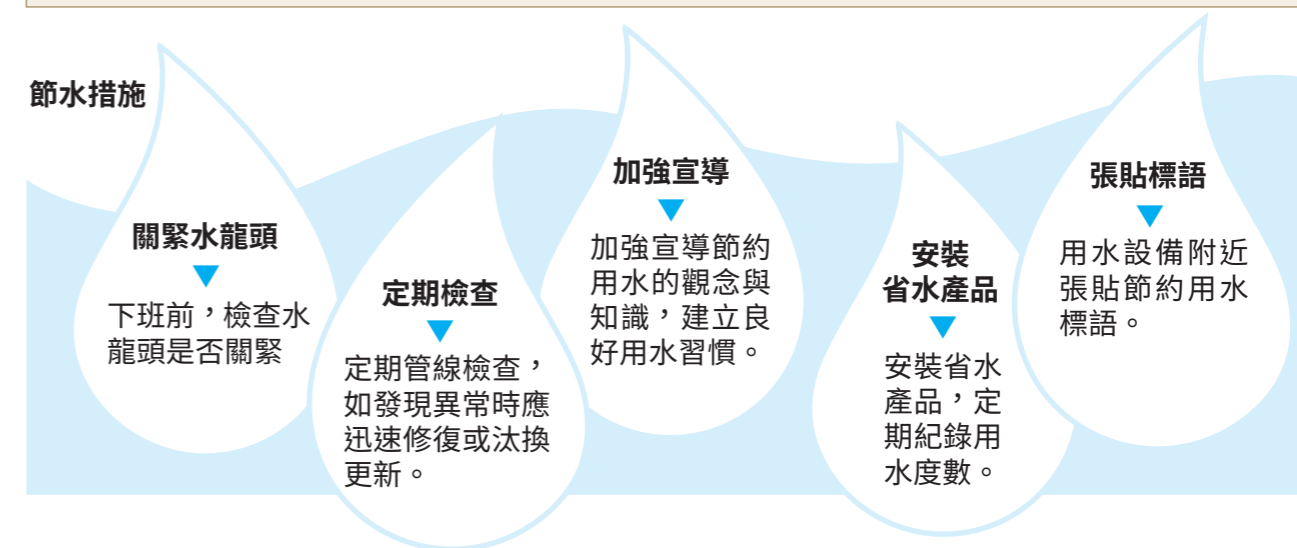 節水措施
關緊水龍頭
下班前，檢查水
龍頭是否關緊
定期檢查
定期管線檢查，
如發現異常時應
迅速修復或汰換
更新。
加強宣導
加強宣導節約
用水的觀念與
知識，建立良
好用水習慣。
安裝
省水產品
安裝省水
產品，定
期紀錄用
水度數。
張貼標語
用水設備附近
張貼節約用水
標語。